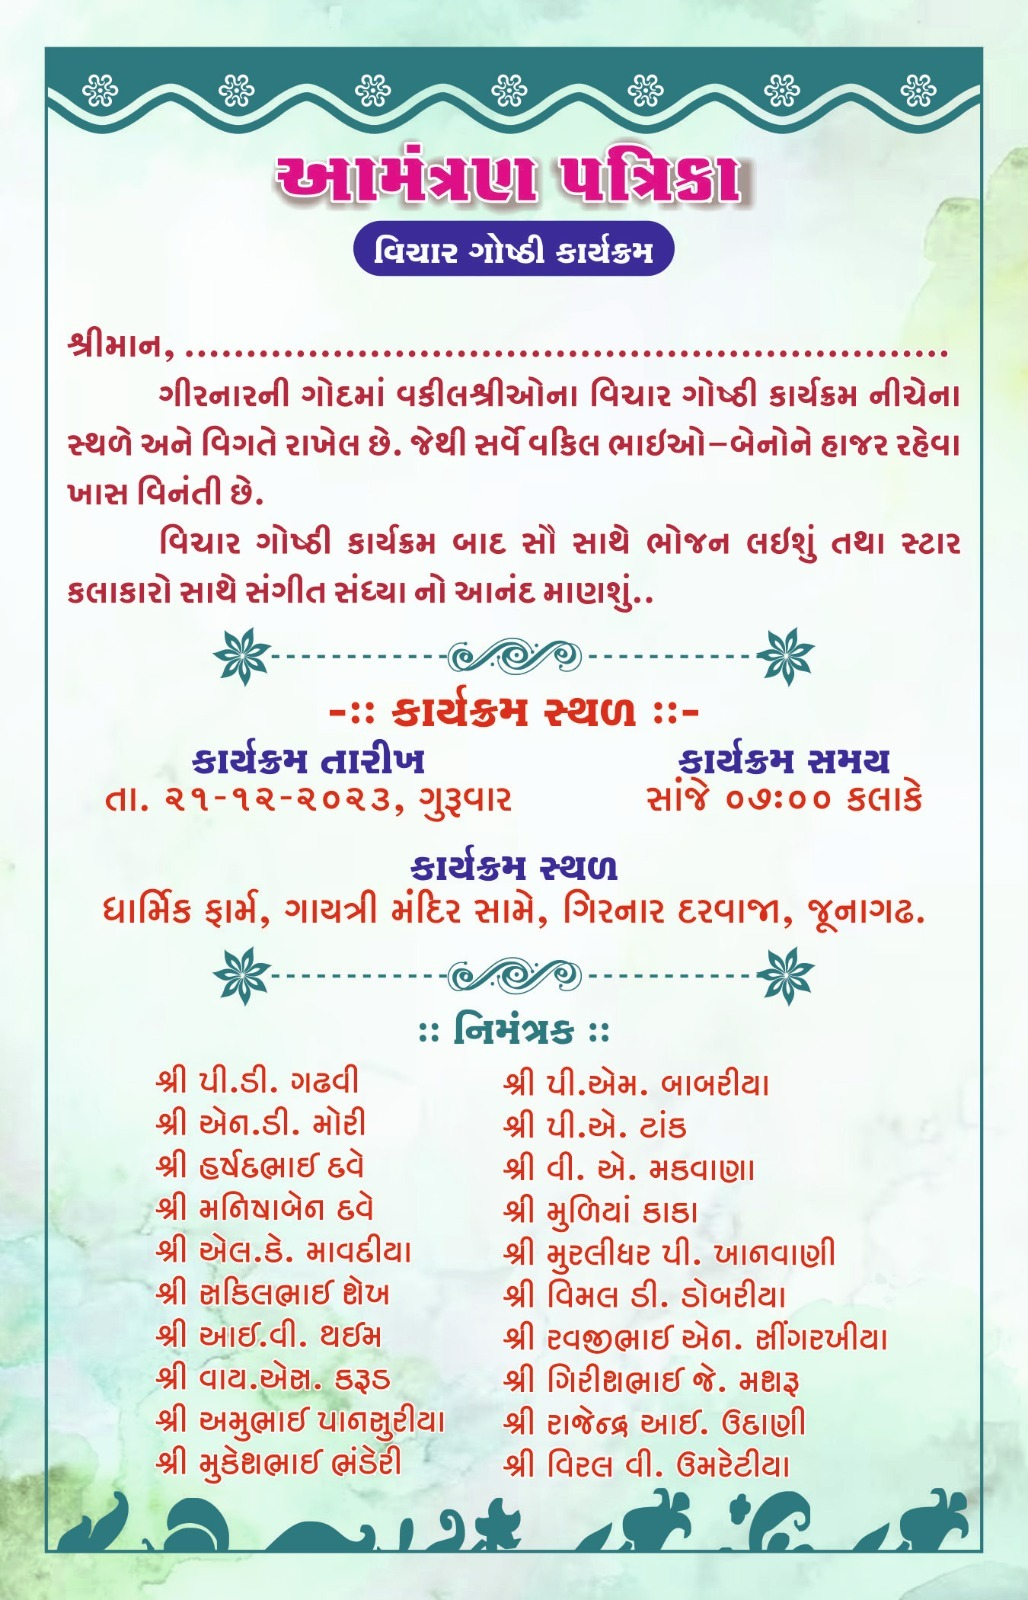 આમંત્રણ પત્રિકા
વિચાર ગોષ્ઠી કાર્યક્રમ
શ્રીમાન, ..............................................................
ગીરનારની ગોદમાં વકીલશ્રીઓના વિચાર ગોષ્ઠી કાર્યક્રમ નીચેના
સ્થળે અને વિગતે રાખેલ છે. જેથી સર્વે વકિલ ભાઈઓ–બેનોને હાજર રહેવા
ખાસ વિનંતી છે.
વિચાર ગોષ્ઠી કાર્યક્રમ બાદ સૌ સાથે ભોજન લઈશું તથા સ્ટાર
કલાકારો સાથે સંગીત સંધ્યા નો આનંદ માણશું..
-:: કાર્યક્રમ સ્થળ ::-
કાર્યક્રમ તારીખ
તા. ૨૧-૧૨-૨૦૨૩, ગુરૂવાર
કાર્યક્રમ સમય
સાંજે ૦૭:૦૦ કલાકે
કાર્યક્રમ સ્થળ
ધાર્મિક ફાર્મ, ગાયત્રી મંદિર સામે, ગિરનાર દરવાજા, જૂનાગઢ.
:: નિમંત્રક ::
શ્રી પી.ડી. ગઢવી
શ્રી એન.ડી. મોરી
શ્રી હર્ષદભાઈ દવે
શ્રી મનિષાબેન દવે
શ્રી એલ.કે. માવદીયા
શ્રી સકિલભાઈ શેખ
શ્રી આઈ.વી. થઈમ
શ્રી વાય.એસ. કરૂડ
શ્રી અમુભાઈ પાનસુરીયા
શ્રી મુકેશભાઈ ભંડેરી
શ્રી પી.એમ. બાબરીયા
શ્રી પી.એ. ટાંક
શ્રી વી. એ. મકવાણા
શ્રી મુળિયાં કાકા
શ્રી મુરલીધર પી. ખાનવાણી
શ્રી વિમલ ડી. ડોબરીયા
શ્રી રવજીભાઈ એન. સીંગરખીયા
શ્રી ગિરીશભાઈ જે. મશરૂ
શ્રી રાજેન્દ્ર આઈ. ઉઠાણી
શ્રી વિરલ વી. ઉમરેટીયા